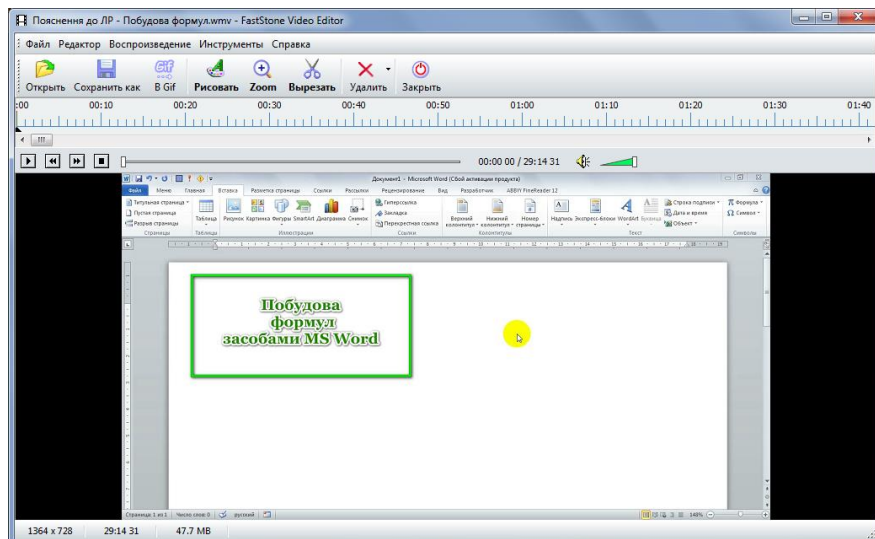 Пояснення до ЛР - Побудова формул.wmv - FastStone Video Editor
Файл Редактор Воспроизведение Инструменты Справка
Открыть Сохранить как В Gif Рисовать Zoom Вырезать Удалить Закрыть
:00 00:10 00:20 00:30 00:40 00:50 01:00 01:10 01:20 01:30 01:40
00:00 00 / 29:14 31
Документ1 - Microsoft Word (Сбой активации продукта)
Файл Меню Главная Вставка Разметка страницы Ссылки Рассылки Рецензирование Вид Разработчик ABBYY FineReader 12
Титульная страница Гиперссылка Строка подписи Формула
Пустая страница Закладка Дата и время Символ
Разрыв страницы Таблица Рисунок Картинка Фигуры SmartArt Диаграмма Снимок Перекрестная ссылка Верхний колонтитул Нижний колонтитул Номер страницы Надпись Экспресс-блоки WordArt Буквица Объект
Страницы Таблицы Иллюстрации Ссылки Колонтитулы Текст Символы
Побудова
формул
засобами MS Word
Страница: 1 из 1 Число слов: 0 русский 148%
1364 x 728 29:14 31 47.7 MB